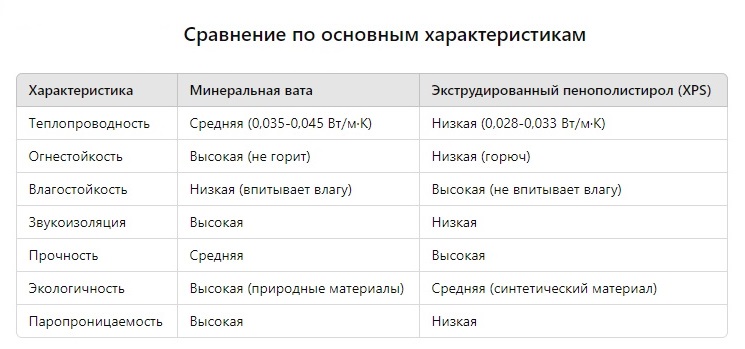 Сравнение по основным характеристикам
Характеристика Минеральная вата Экструдированный пенополистирол (XPS)
Теплопроводность Средняя (0,035-0,045 Вт/м·К) Низкая (0,028-0,033 Вт/м·К)
Огнестойкость Высокая (не горит) Низкая (горюч)
Влагостойкость Низкая (впитывает влагу) Высокая (не впитывает влагу)
Звукоизоляция Высокая Низкая
Прочность Средняя Высокая
Экологичность Высокая (природные материалы) Средняя (синтетический материал)
Паропроницаемость Высокая Низкая